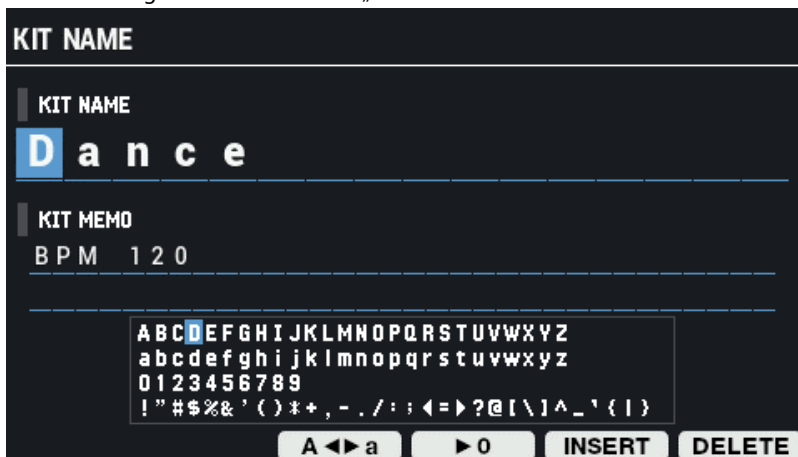 KIT NAME
KIT NAME
Dance
KIT MEMO
BPM 120
ABCDEFGHIJKLMNOPQRSTUVWXYZ
abcdefghijklmnopqrstuvwxyz
0123456789
!"#$%&'()*+,-./:;◀=▶?@[\]^_`{|}
A◀▶a ▶0 INSERT DELETE